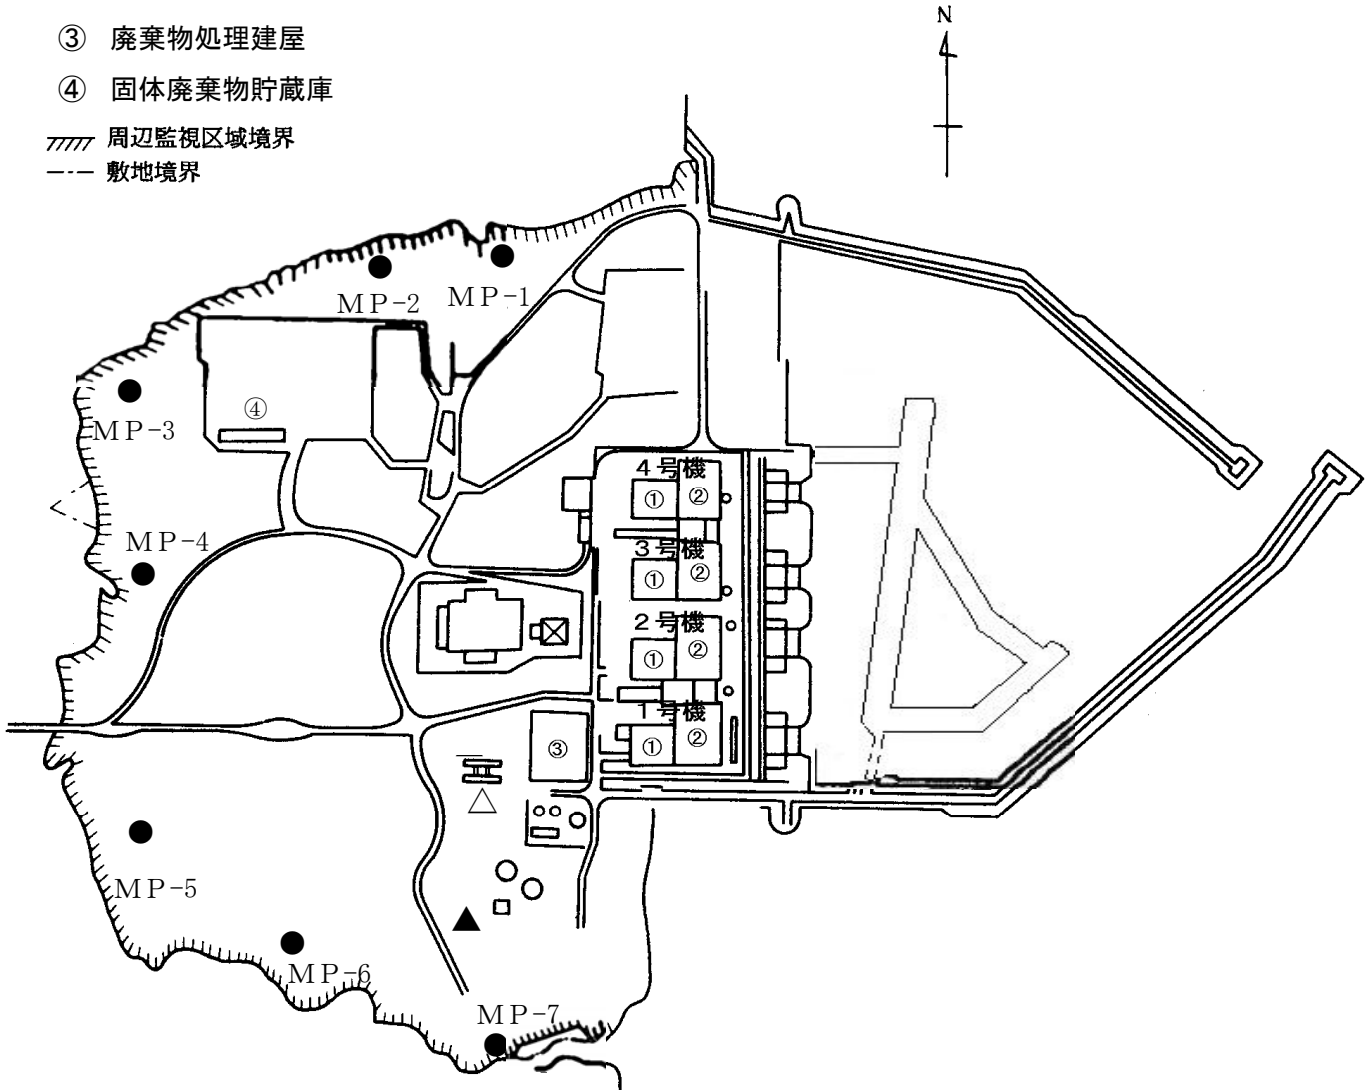 N
③ 廃棄物処理建屋
④ 固体廃棄物貯蔵庫
周辺監視区域境界
敷地境界
MP-2
MP-1
MP-3
④
4号機
① ②
MP-4
3号機
① ②
2号機
① ②
1号機
① ②
③
MP-5
MP-6
MP-7